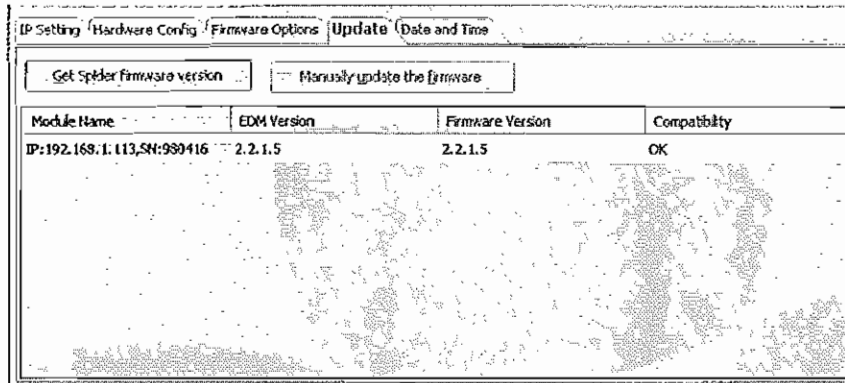 IP Setting Hardware Config Firmware Options Update Date and Time
Get Spider firmware version Manually update the firmware
Module Name EDM Version Firmware Version Compatibility
IP:192.168.1.113,SN:980416 2.2.1.5 2.2.1.5 OK